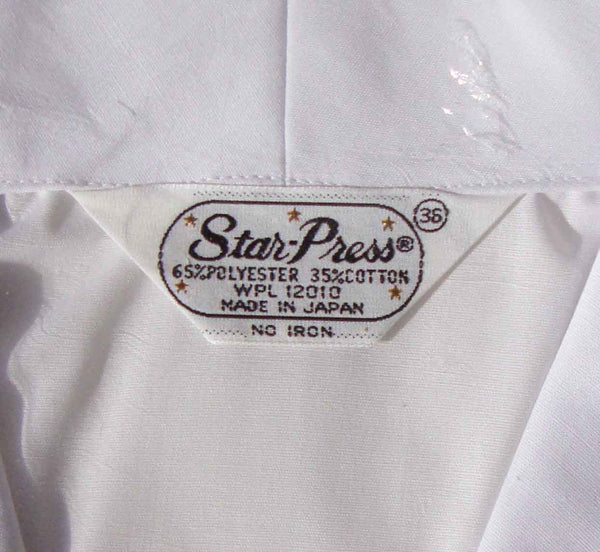 36
Star-Press®
65%POLYESTER 35%COTTON
WPL 12010
MADE IN JAPAN
NO IRON